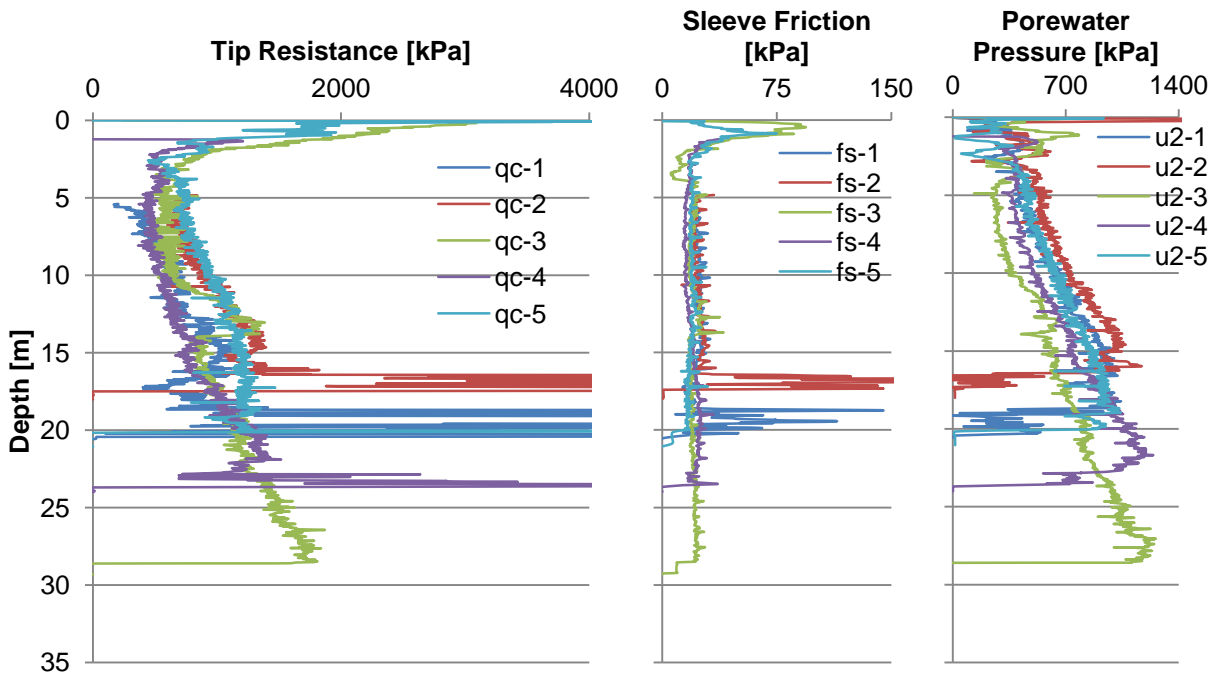 Tip Resistance [kPa]
0 2000 4000
Depth [m]
0
5
10
15
20
25
30
35
qc-1
qc-2
qc-3
qc-4
qc-5
Sleeve Friction
[kPa]
0 75 150
fs-1
fs-2
fs-3
fs-4
fs-5
Porewater
Pressure [kPa]
0 700 1400
u2-1
u2-2
u2-3
u2-4
u2-5